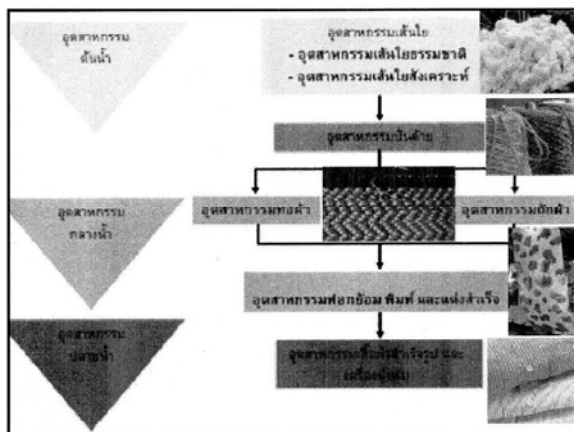 อุตสาหกรรม
ต้นน้ำ
อุตสาหกรรมเส้นใย
- อุตสาหกรรมเส้นใยธรรมชาติ
- อุตสาหกรรมเส้นใยสังเคราะห์
อุตสาหกรรมปั่นด้าย
อุตสาหกรรม
กลางน้ำ
อุตสาหกรรมทอผ้า
อุตสาหกรรมถักผ้า
อุตสาหกรรมฟอกย้อม พิมพ์ และแต่งสำเร็จ
อุตสาหกรรม
ปลายน้ำ
อุตสาหกรรมเสื้อผ้าสำเร็จรูป และ
เครื่องนุ่งห่ม